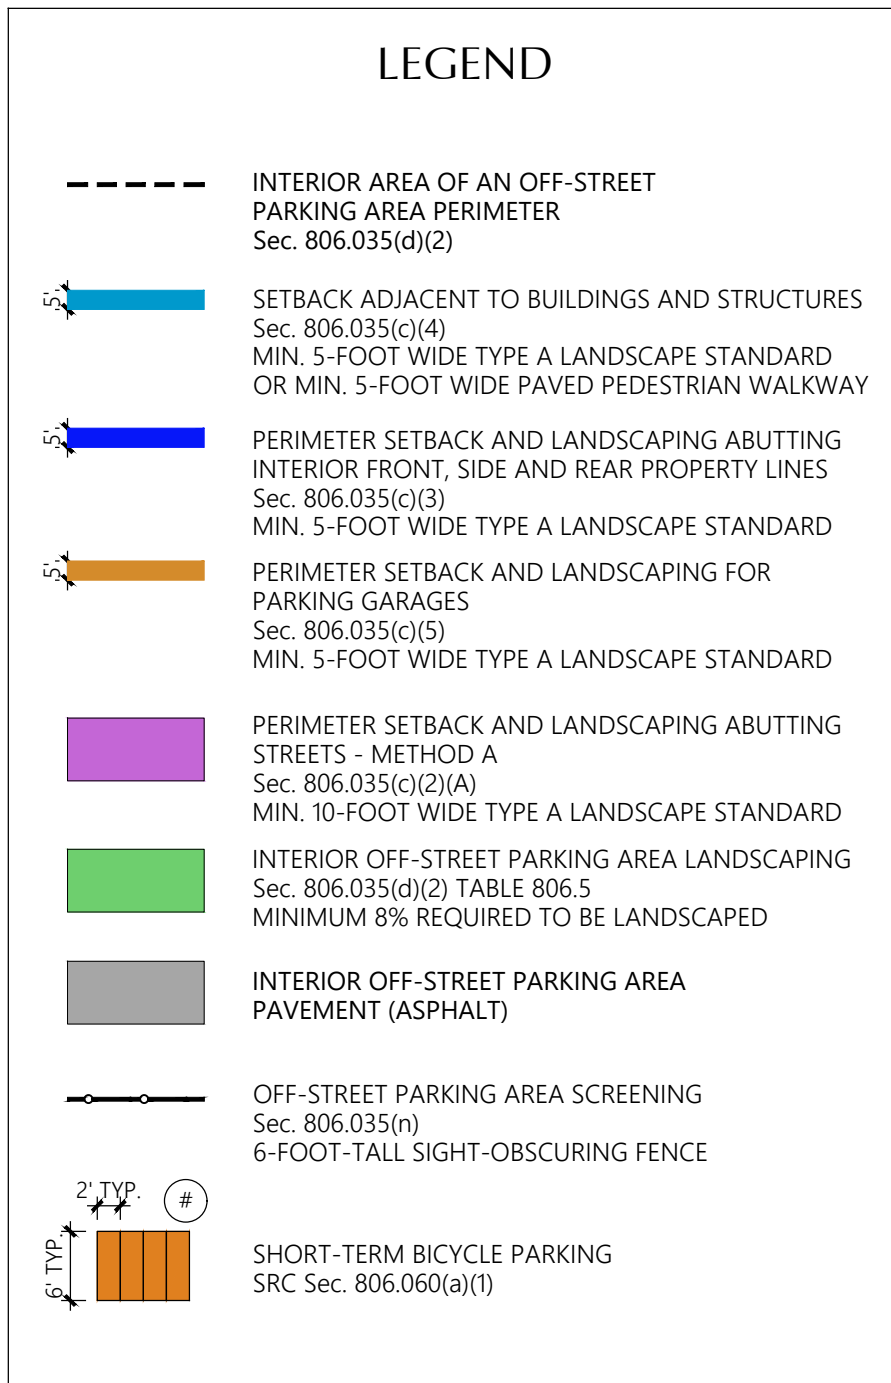 LEGEND
INTERIOR AREA OF AN OFF-STREET
PARKING AREA PERIMETER
Sec. 806.035(d)(2)
5'
SETBACK ADJACENT TO BUILDINGS AND STRUCTURES
Sec. 806.035(c)(4)
MIN. 5-FOOT WIDE TYPE A LANDSCAPE STANDARD
OR MIN. 5-FOOT WIDE PAVED PEDESTRIAN WALKWAY
5'
PERIMETER SETBACK AND LANDSCAPING ABUTTING
INTERIOR FRONT, SIDE AND REAR PROPERTY LINES
Sec. 806.035(c)(3)
MIN. 5-FOOT WIDE TYPE A LANDSCAPE STANDARD
5'
PERIMETER SETBACK AND LANDSCAPING FOR
PARKING GARAGES
Sec. 806.035(c)(5)
MIN. 5-FOOT WIDE TYPE A LANDSCAPE STANDARD
PERIMETER SETBACK AND LANDSCAPING ABUTTING
STREETS - METHOD A
Sec. 806.035(c)(2)(A)
MIN. 10-FOOT WIDE TYPE A LANDSCAPE STANDARD
INTERIOR OFF-STREET PARKING AREA LANDSCAPING
Sec. 806.035(d)(2) TABLE 806.5
MINIMUM 8% REQUIRED TO BE LANDSCAPED
INTERIOR OFF-STREET PARKING AREA
PAVEMENT (ASPHALT)
OFF-STREET PARKING AREA SCREENING
Sec. 806.035(n)
6-FOOT-TALL SIGHT-OBSCURING FENCE
2' TYP.
#
6' TYP.
SHORT-TERM BICYCLE PARKING
SRC Sec. 806.060(a)(1)